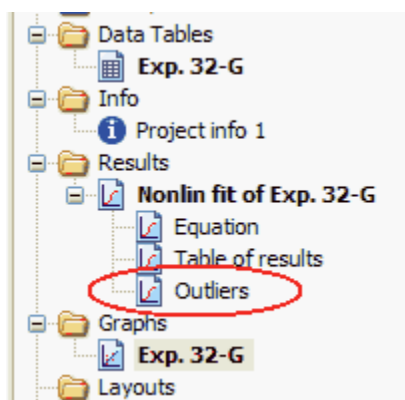 Data Tables
Exp. 32-G
Info
Project info 1
Results
Nonlin fit of Exp. 32-G
Equation
Table of results
Outliers
Graphs
Exp. 32-G
Layouts